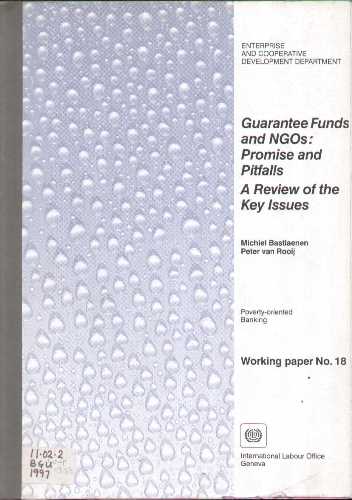 ENTERPRISE
AND COOPERATIVE
DEVELOPMENT DEPARTMENT
Guarantee Funds
and NGOs:
Promise and
Pitfalls
A Review of the
Key Issues
Michiel Bastiaenen
Peter van Rooij
Poverty-oriented
Banking
Working paper No. 18
International Labour Office
Geneva
11.02.2
BGU
1997